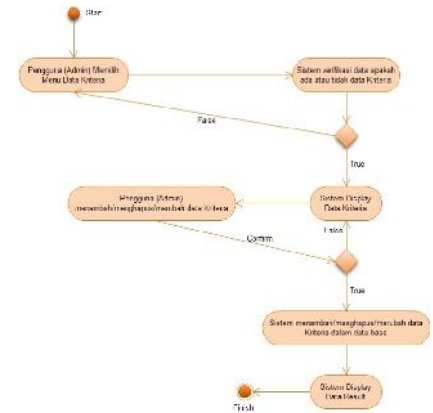 Start
Pengguna (Admin) Memilih
Menu Data Kriteria
Sistem verifikasi data apakah
ada atau tidak data Kriteria
False
True
Pengguna (Admin)
menambah/menghapus/merubah data Kriteria
Sistem Display
Data Kriteria
False
Confirm
True
Sistem menambah/menghapus/merubah data
Kriteria dalam data base
Sistem Display
Data Result
Finish